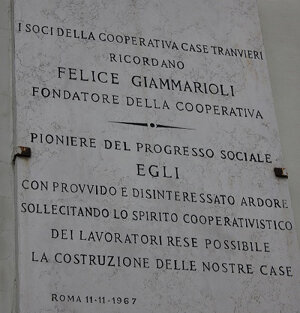 I SOCI DELLA COOPERATIVA CASE TRANVIERI
RICORDANO
FELICE GIAMMARIOLI
FONDATORE DELLA COOPERATIVA
PIONIERE DEL PROGRESSO SOCIALE
EGLI
CON PROVVIDO E DISINTERESSATO ARDORE
SOLLECITANDO LO SPIRITO COOPERATIVISTICO
DEI LAVORATORI RESE POSSIBILE
LA COSTRUZIONE DELLE NOSTRE CASE
ROMA 11-11-1967